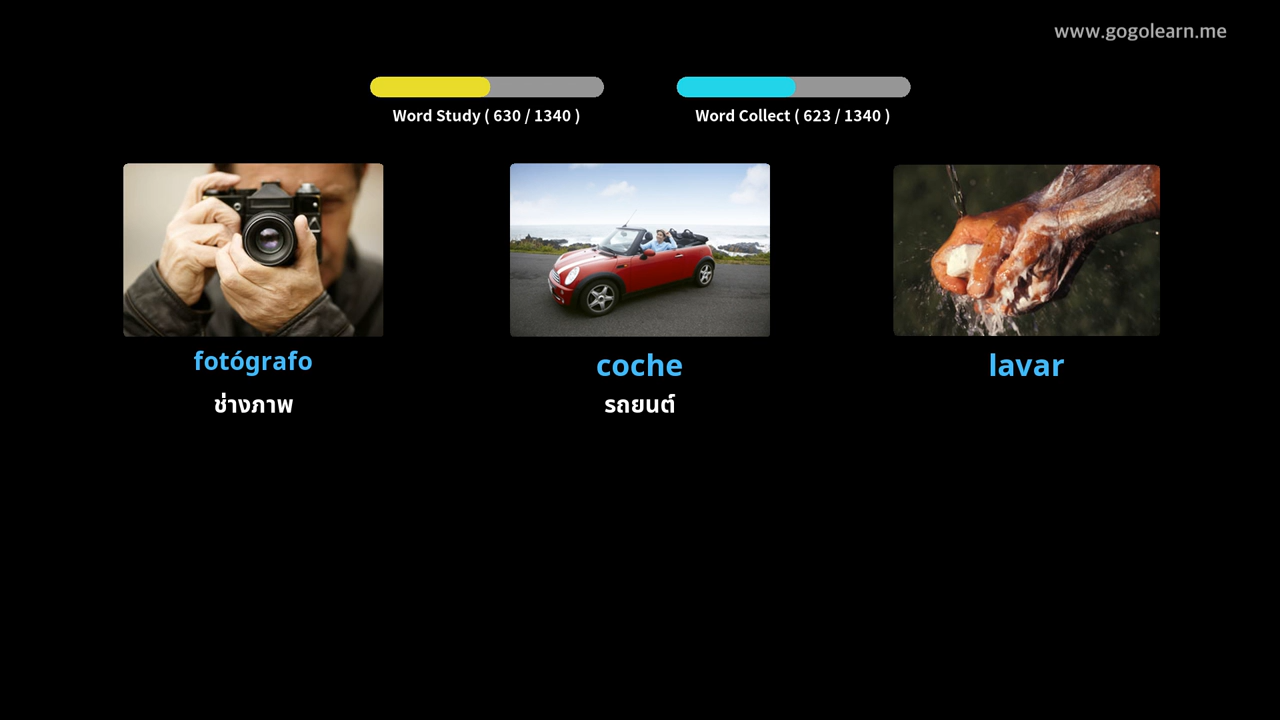 www.gogolearn.me
Word Study ( 630 / 1340 )
Word Collect ( 623 / 1340 )
fotógrafo
ช่างภาพ
coche
รถยนต์
lavar